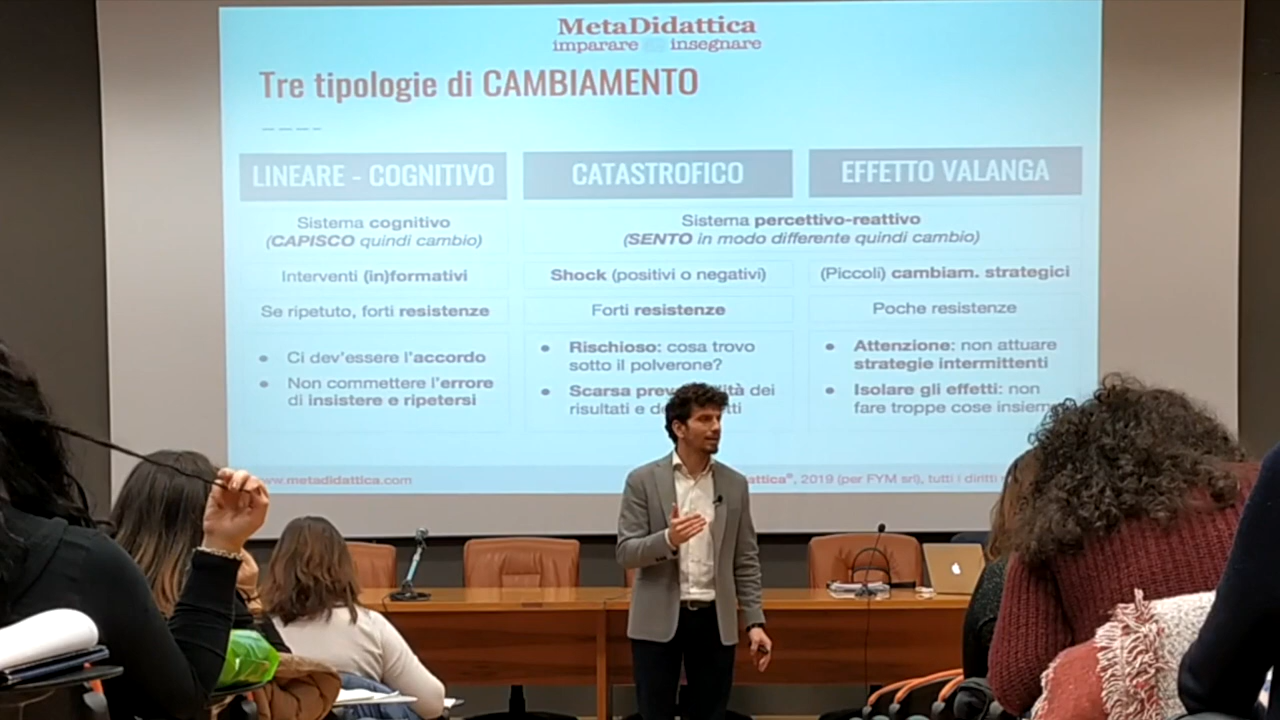 MetaDidattica
imparare insegnare
Tre tipologie di CAMBIAMENTO
LINEARE - COGNITIVO
CATASTROFICO
EFFETTO VALANGA
Sistema cognitivo
(CAPISCO quindi cambio)
Sistema percettivo-reattivo
(SENTO in modo differente quindi cambio)
Interventi (in)formativi
Shock (positivi o negativi)
(Piccoli) cambiam. strategici
Se ripetuto, forti resistenze
Forti resistenze
Poche resistenze
• Ci dev'essere l'accordo
• Non commettere l'errore
di insistere e ripetersi
• Rischioso: cosa trovo
sotto il polverone?
• Scarsa dei
risultati e
• Attenzione: non attuare
strategie intermittenti
• Isolare gli effetti: non
fare troppe cose
www.metadidattica.com
2019 (per FYM srl), tutti i diritti